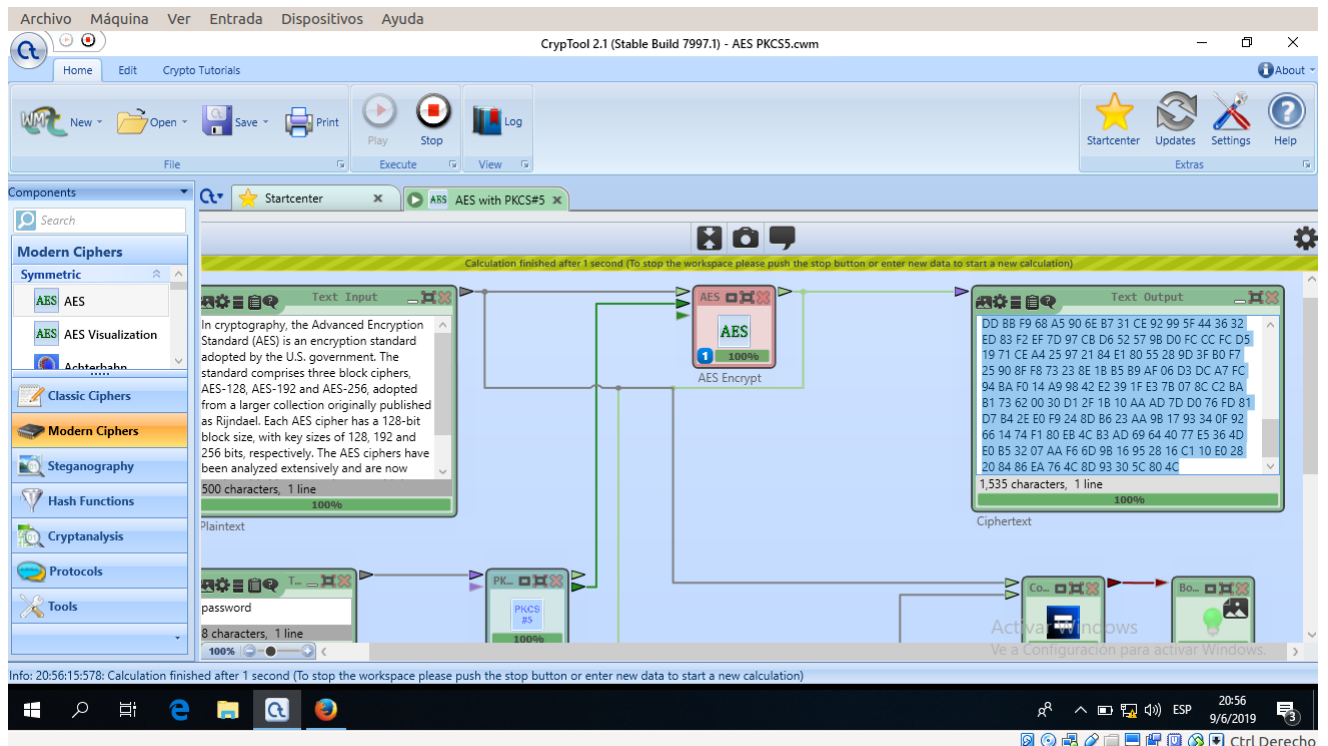 Archivo Máquina Ver Entrada Dispositivos Ayuda
CrypTool 2.1 (Stable Build 7997.1) - AES PKCS5.cwm
Home Edit Crypto Tutorials
About
New Open Save Print Play Stop Log Startcenter Updates Settings Help
File Execute View Extras
Components
Startcenter
AES AES with PKCS#5
Search
Modern Ciphers
Symmetric
AES AES
AES AES Visualization
Achterbahn
Classic Ciphers
Modern Ciphers
Steganography
Hash Functions
Cryptanalysis
Protocols
Tools
Calculation finished after 1 second (To stop the workspace please push the stop button or enter new data to start a new calculation)
Text Input
In cryptography, the Advanced Encryption
Standard (AES) is an encryption standard
adopted by the U.S. government. The
standard comprises three block ciphers,
AES-128, AES-192 and AES-256, adopted
from a larger collection originally published
as Rijndael. Each AES cipher has a 128-bit
block size, with key sizes of 128, 192 and
256 bits, respectively. The AES ciphers have
been analyzed extensively and are now
500 characters, 1 line
100%
Plaintext
AES
AES
1 100%
AES Encrypt
Text Output
DD BB F9 68 A5 90 6E B7 31 CE 92 99 5F 44 36 32
ED 83 F2 EF 7D 97 CB D6 52 57 9B D0 FC CC FC D5
19 71 CE A4 25 97 21 84 E1 80 55 28 9D 3F B0 F7
25 90 8F F8 73 23 8E 1B B5 B9 AF 06 D3 DC A7 FC
94 BA F0 14 A9 98 42 E2 39 1F E3 7B 07 8C C2 BA
B1 73 62 00 30 D1 2F 1B 10 AA AD 7D D0 76 FD 81
D7 B4 2E E0 F9 24 8D B6 23 AA 9B 17 93 34 0F 92
66 14 74 F1 80 EB 4C B3 AD 69 64 40 77 E5 36 4D
E0 B5 32 07 AA F6 6D 9B 16 95 28 16 C1 10 E0 28
20 84 86 EA 76 4C 8D 93 30 5C 80 4C
1,535 characters, 1 line
100%
Ciphertext
T...
password
8 characters, 1 line
PK...
PKCS
#5
100%
Co...
Bo...
Activar Windows
Ve a Configuración para activar Windows.
100%
Info: 20:56:15:578: Calculation finished after 1 second (To stop the workspace please push the stop button or enter new data to start a new calculation)
ESP
20:56
9/6/2019
3
Ctrl Derecho